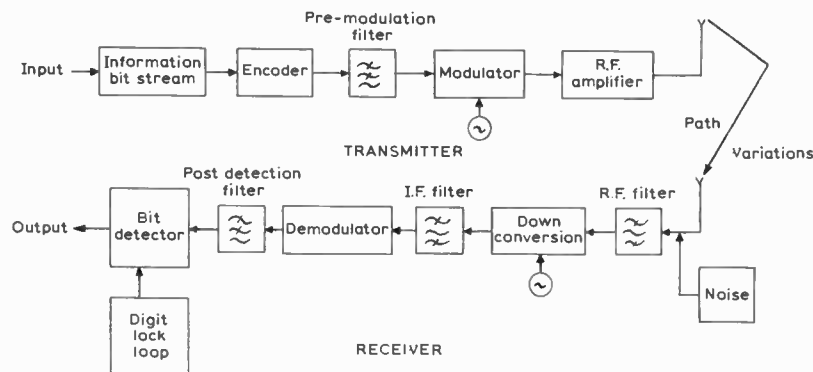 Pre-modulation
filter
Input
Information
bit stream
Encoder
Modulator
R.F.
amplifier
Path
Variations
TRANSMITTER
Post detection
filter
I.F. filter
R.F. filter
Output
Bit
detector
Demodulator
Down
conversion
Noise
Digit
lock
loop
RECEIVER